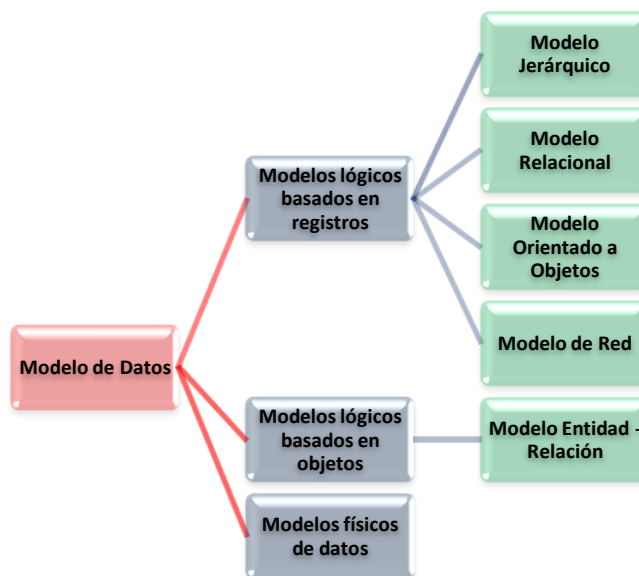 Modelo
Jerárquico
Modelo
Relacional
Modelos lógicos
basados en
registros
Modelo
Orientado a
Objetos
Modelo de Red
Modelo de Datos
Modelos lógicos
basados en
objetos
Modelo Entidad -
Relación
Modelos físicos
de datos